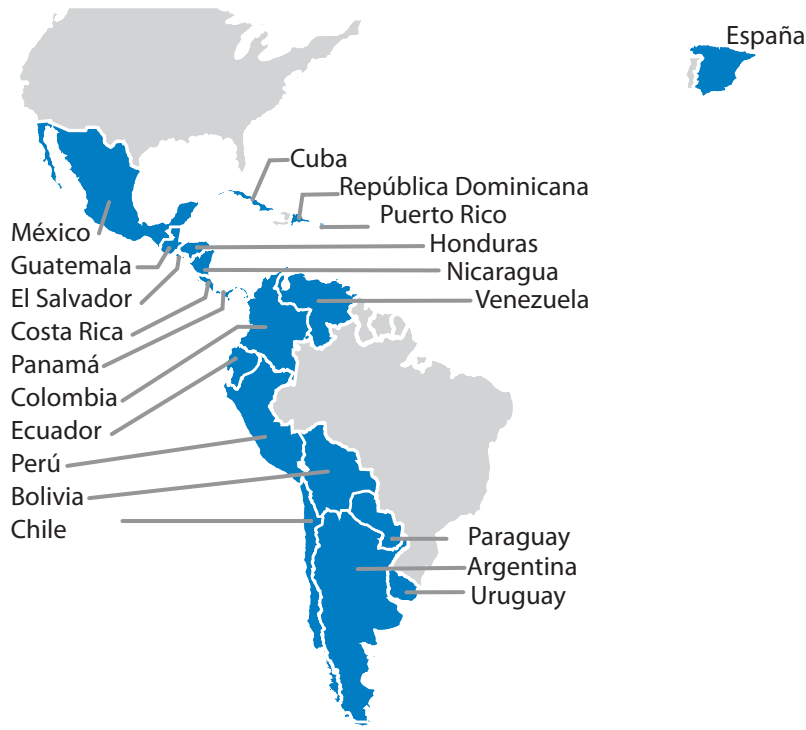 España
Cuba
República Dominicana
Puerto Rico
Honduras
Nicaragua
Venezuela
México
Guatemala
El Salvador
Costa Rica
Panamá
Colombia
Ecuador
Perú
Bolivia
Chile
Paraguay
Argentina
Uruguay